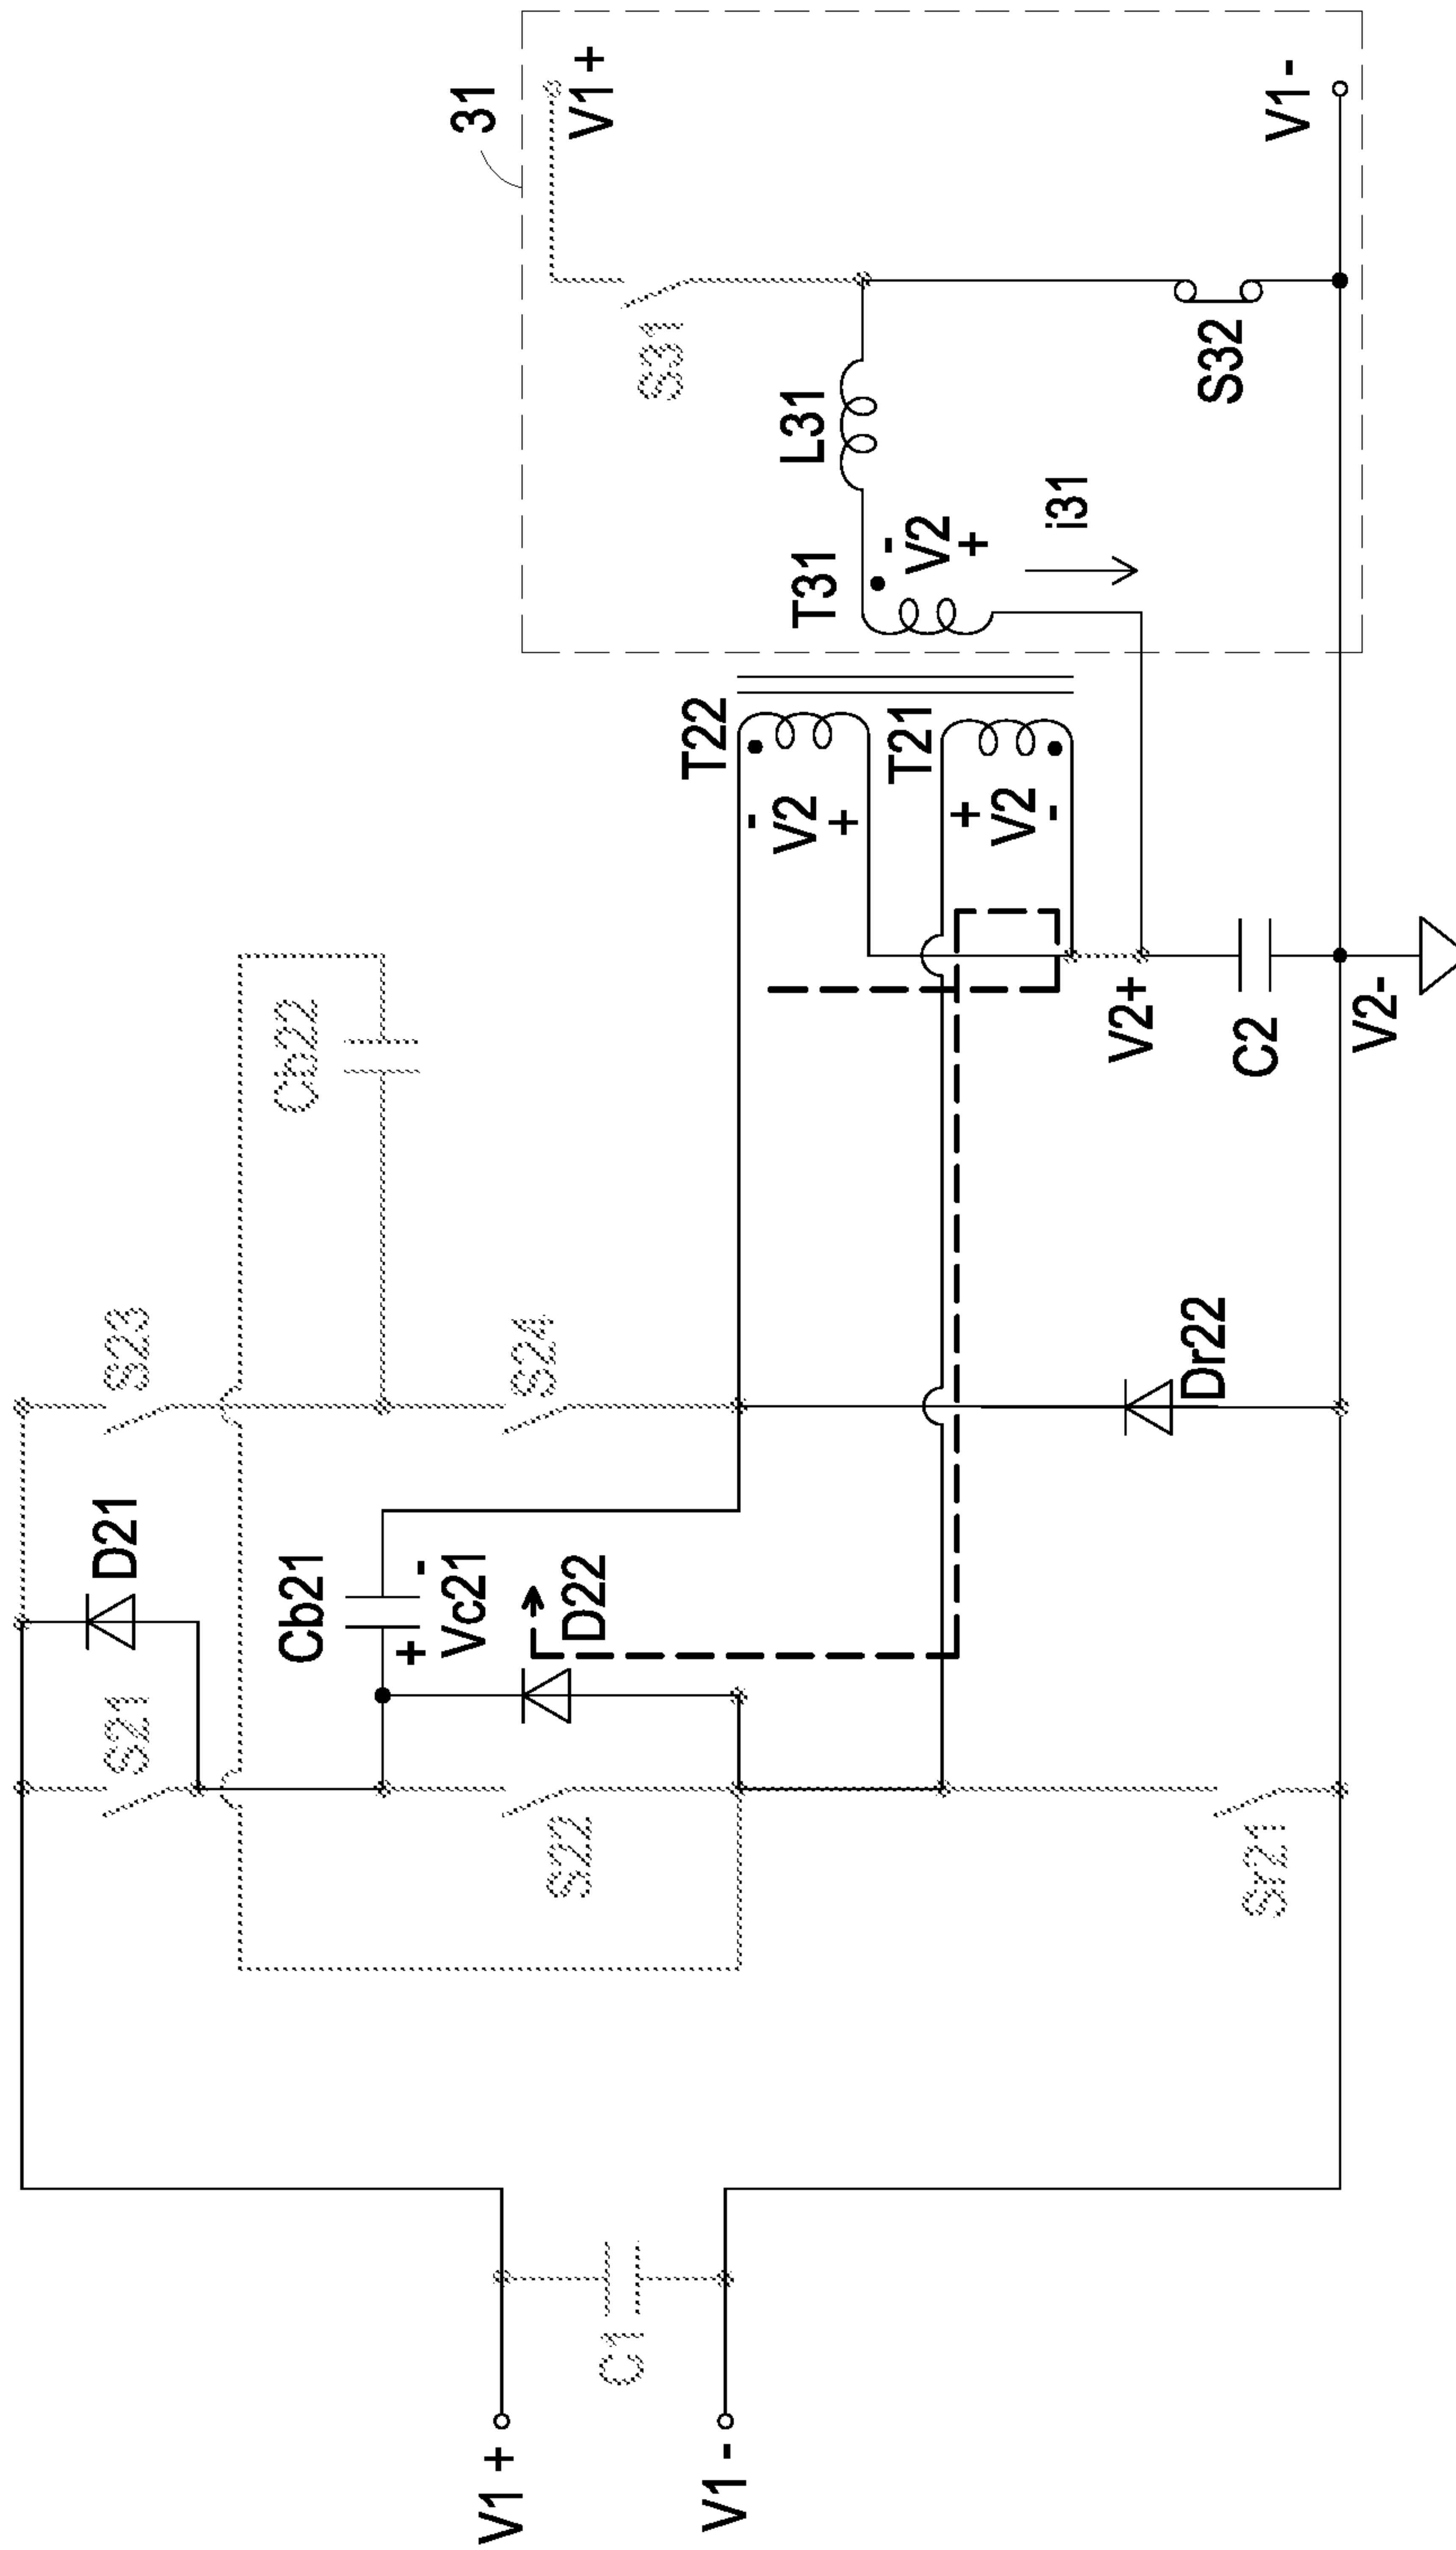 31
V1 +
V1 -
S31
L31
S32
T31
-
V2
+
i31
T22
-
V2
+
T21
+
V2
-
Cb22
V2+
C2
V2-
S23
S24
Dr22
D21
Cb21
+
Vc21
-
D22
S21
S22
Sr21
C1
V1 +
V1 -